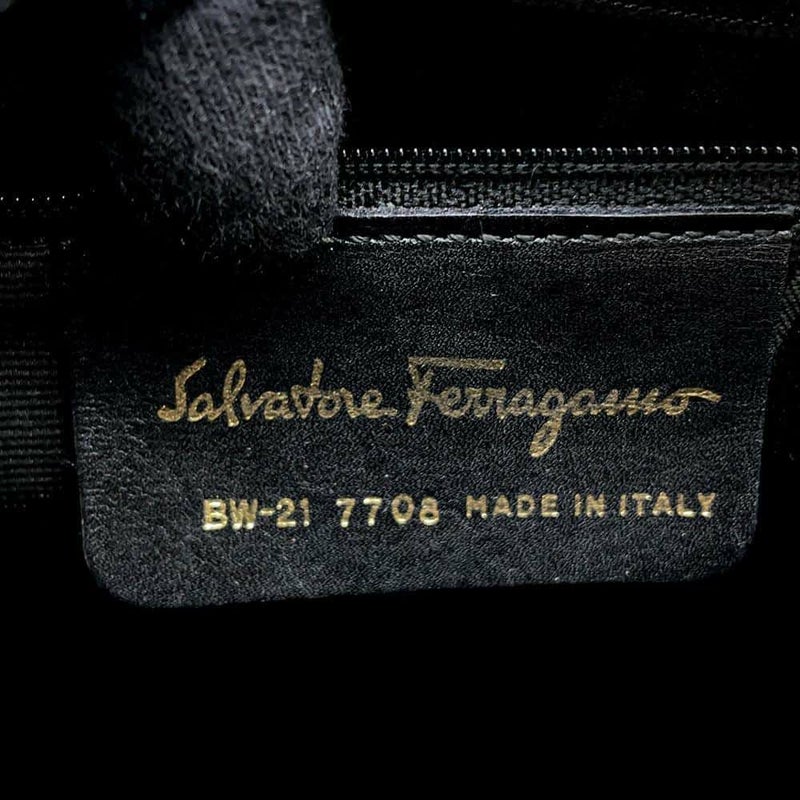 Salvatore Ferragamo
BW-21 7708 MADE IN ITALY